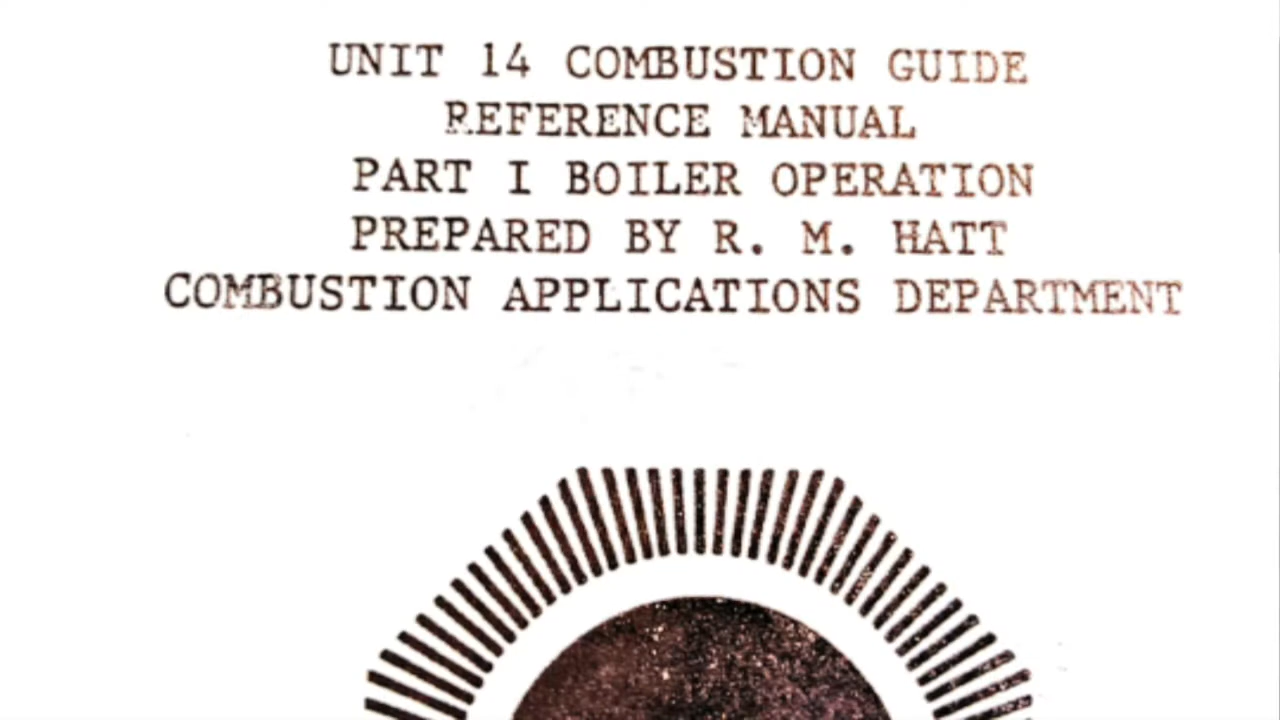 UNIT 14 COMBUSTION GUIDE
REFERENCE MANUAL
PART I BOILER OPERATION
PREPARED BY R. M. HATT
COMBUSTION APPLICATIONS DEPARTMENT